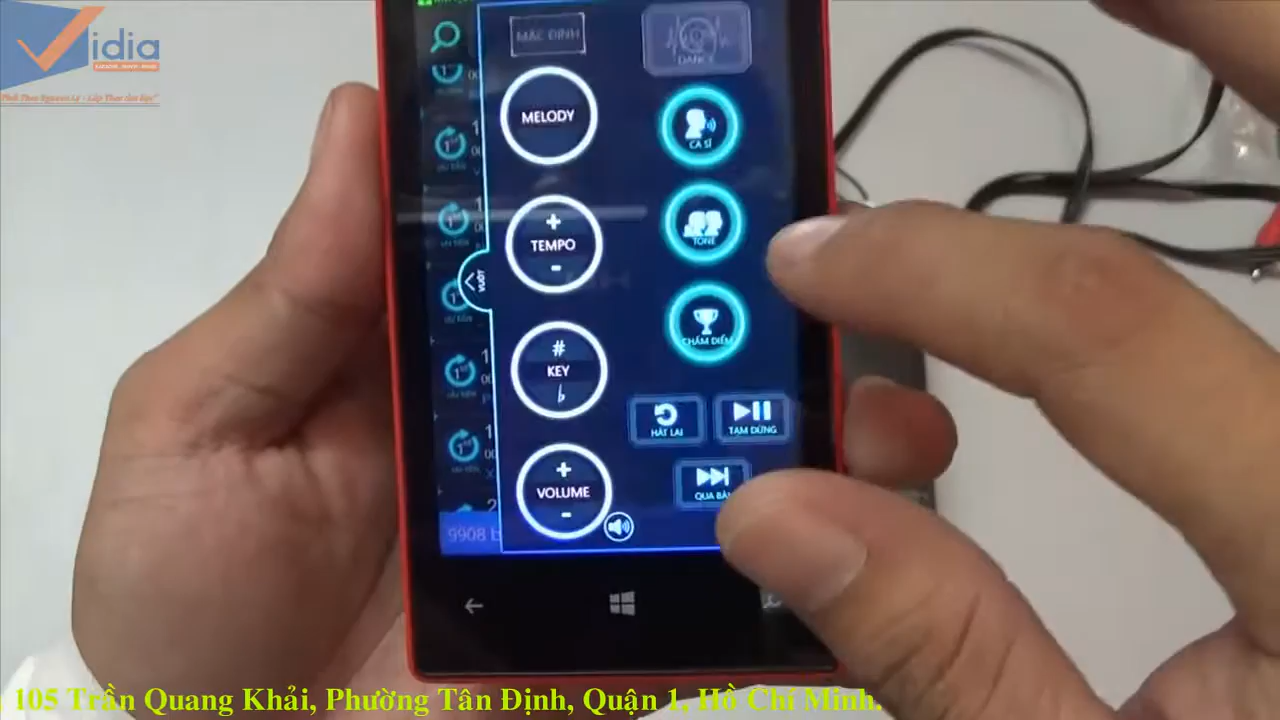 Vidia
MẶC ĐỊNH
DANCE
MELODY
CA SĨ
+
TEMPO
-
TONE
VUỐT
CHẤM ĐIỂM
#
KEY
b
HÁT LẠI
TẠM DỪNG
+
VOLUME
-
QUA BÀI
9908 b
105 Trần Quang Khải, Phường Tân Định, Quận 1, Hồ Chí Minh.